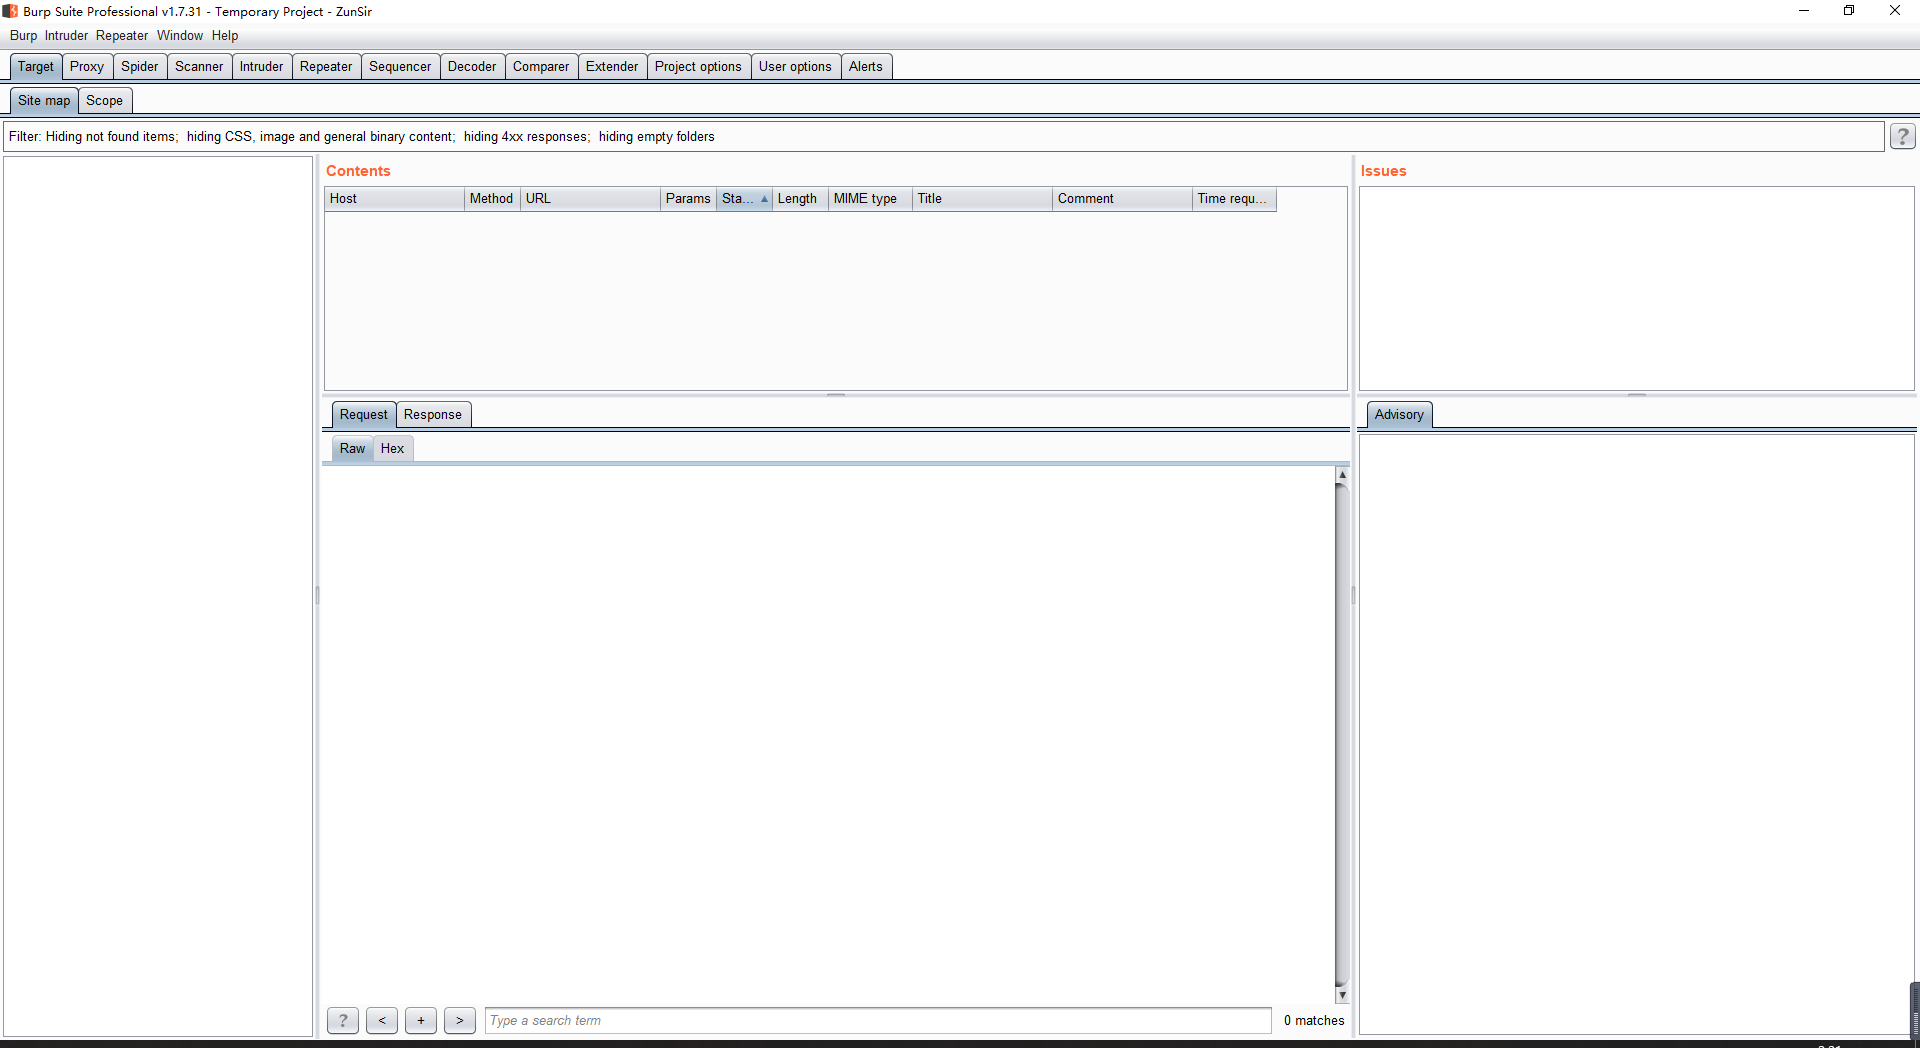 Burp Suite Professional v1.7.31 - Temporary Project - ZunSir
Burp Intruder Repeater Window Help
Target Proxy Spider Scanner Intruder Repeater Sequencer Decoder Comparer Extender Project options User options Alerts
Site map Scope
Filter: Hiding not found items; hiding CSS, image and general binary content; hiding 4xx responses; hiding empty folders ?
Contents
Host Method URL Params Sta... Length MIME type Title Comment Time requ...
Issues
Request Response
Raw Hex
Advisory
? < + > Type a search term 0 matches